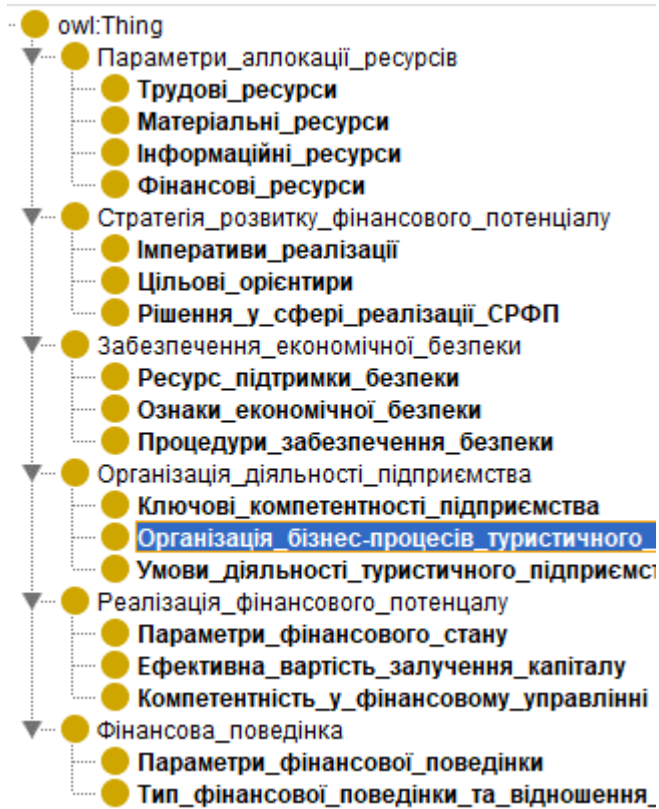 owl:Thing
Параметри_аллокації_ресурсів
Трудові_ресурси
Матеріальні_ресурси
Інформаційні_ресурси
Фінансові_ресурси
Стратегія_розвитку_фінансового_потенціалу
Імперативи_реалізації
Цільові_орієнтири
Рішення_у_сфері_реалізації_СРФП
Забезпечення_економічної_безпеки
Ресурс_підтримки_безпеки
Ознаки_економічної_безпеки
Процедури_забезпечення_безпеки
Організація_діяльності_підприємства
Ключові_компетентності_підприємства
Організація_бізнес-процесів_туристичного_
Умови_діяльності_туристичного_підприємст
Реалізація_фінансового_потенцалу
Параметри_фінансового_стану
Ефективна_вартість_залучення_капіталу
Компетентність_у_фінансовому_управлінні
Фінансова_поведінка
Параметри_фінансової_поведінки
Тип_фінансової_поведінки_та_відношення_